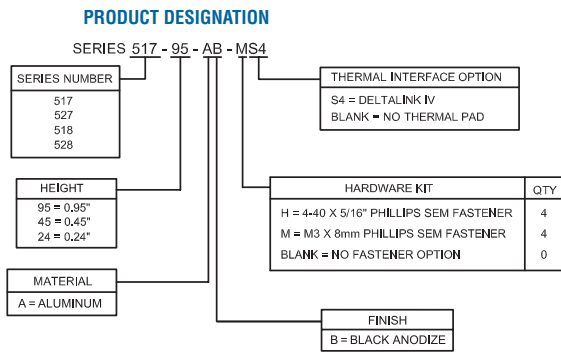 PRODUCT DESIGNATION
SERIES 517 - 95 - AB - MS4
SERIES NUMBER
517
527
518
528
THERMAL INTERFACE OPTION
S4 = DELTALINK IV
BLANK = NO THERMAL PAD
HEIGHT
95 = 0.95"
45 = 0.45"
24 = 0.24"
HARDWARE KIT QTY
H = 4-40 X 5/16" PHILLIPS SEM FASTENER 4
M = M3 X 8mm PHILLIPS SEM FASTENER 4
BLANK = NO FASTENER OPTION 0
MATERIAL
A = ALUMINUM
FINISH
B = BLACK ANODIZE